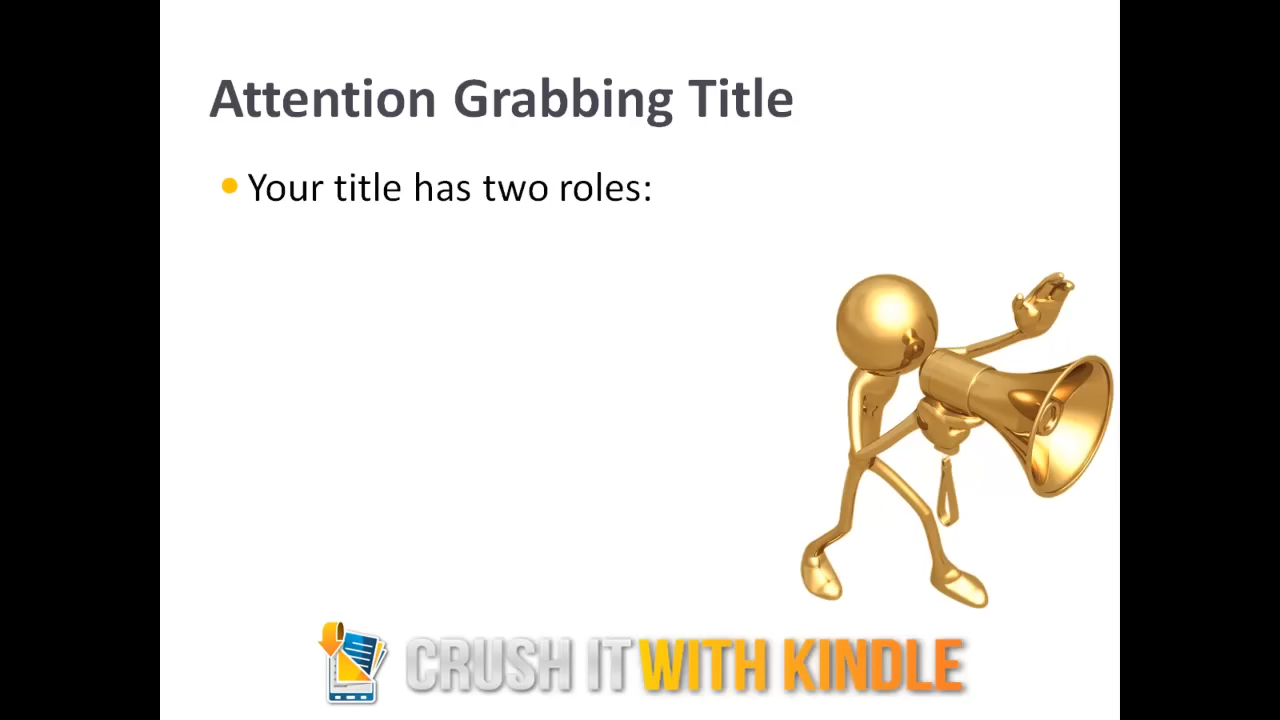 Attention Grabbing Title
Your title has two roles:
CRUSH IT WITH KINDLE